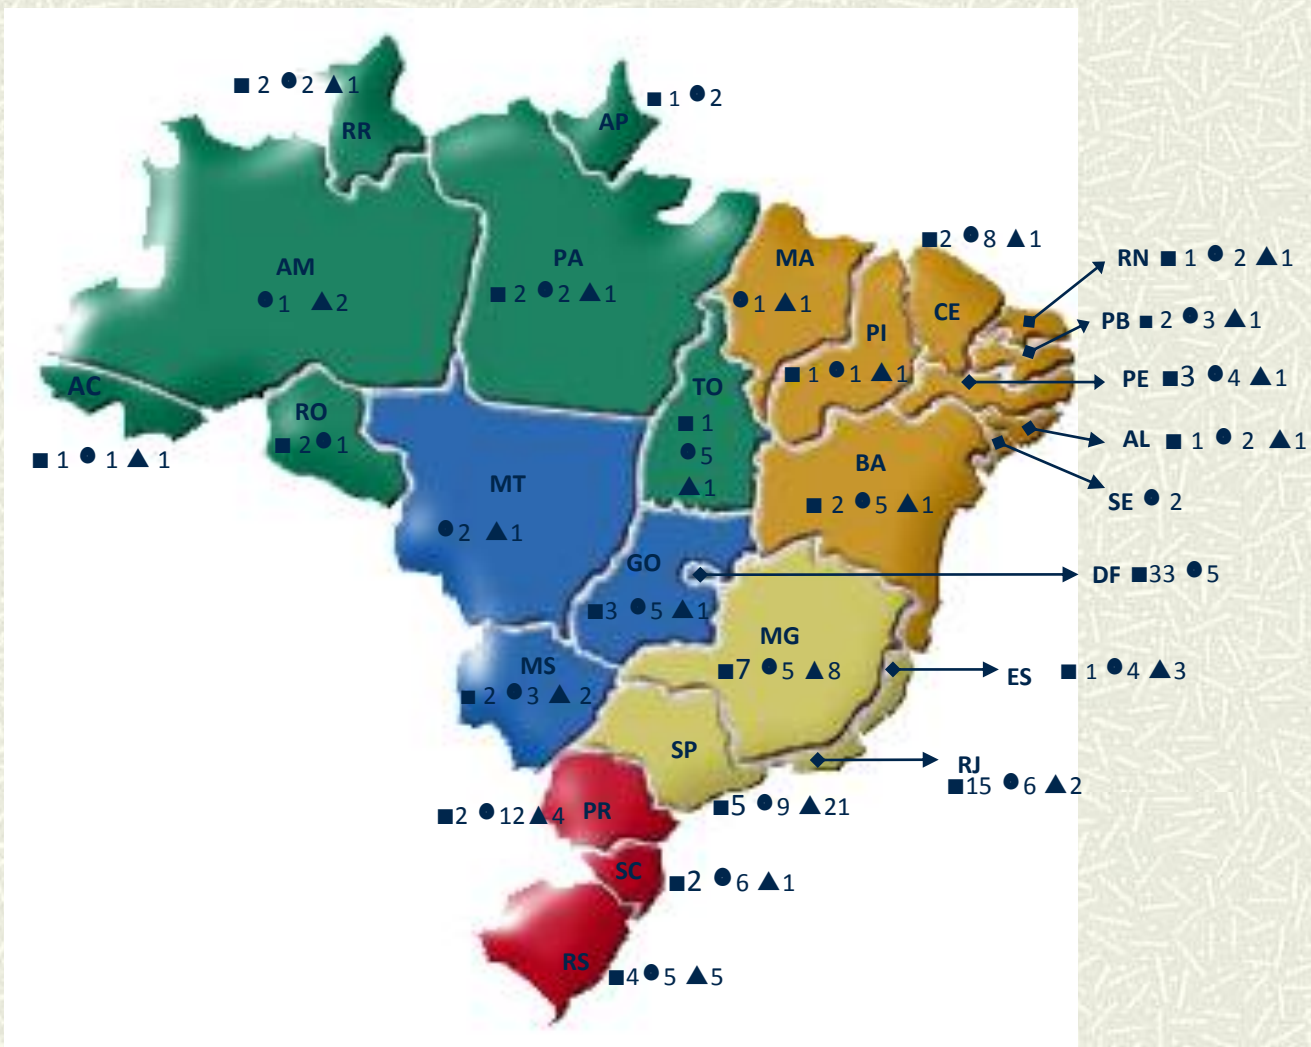 ■ 2 ● 2 ▲ 1
RR
■ 1 ● 2
AP
AM
● 1 ▲ 2
PA
■ 2 ● 2 ▲ 1
AC
■ 1 ● 1 ▲ 1
RO
■ 2 ● 1
TO
■ 1
● 5
▲ 1
MA
● 1 ▲ 1
PI
■ 1 ● 1 ▲ 1
■ 2 ● 8 ▲ 1
CE
RN ■ 1 ● 2 ▲ 1
PB ■ 2 ● 3 ▲ 1
PE ■ 3 ● 4 ▲ 1
AL ■ 1 ● 2 ▲ 1
SE ● 2
BA
■ 2 ● 5 ▲ 1
MT
● 2 ▲ 1
GO
■ 3 ● 5 ▲ 1
DF ■ 33 ● 5
MS
■ 2 ● 3 ▲ 2
MG
■ 7 ● 5 ▲ 8
ES ■ 1 ● 4 ▲ 3
SP
■ 5 ● 9 ▲ 21
RJ
■ 15 ● 6 ▲ 2
■ 2 ● 12 ▲ 4
PR
SC
■ 2 ● 6 ▲ 1
RS
■ 4 ● 5 ▲ 5